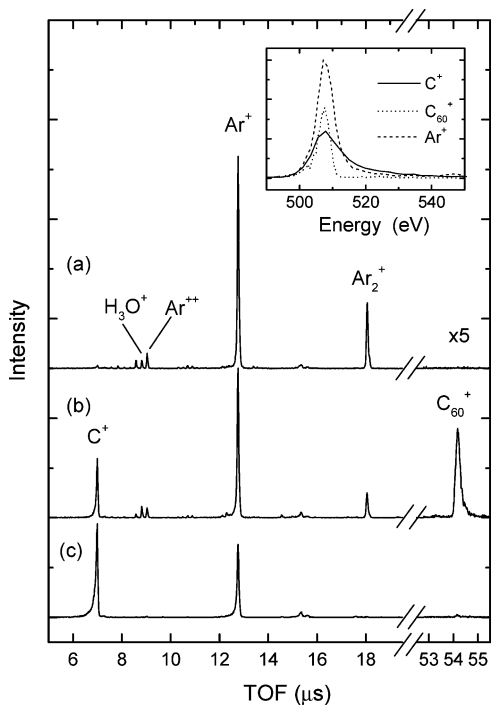 C⁺
C₆₀⁺
Ar⁺
500 520 540
Energy (eV)
Ar⁺
(a)
H₃O⁺
Ar⁺⁺
Ar₂⁺
x5
Intensity
(b)
C⁺
C₆₀⁺
(c)
6 8 10 12 14 16 18 53 54 55
TOF (μs)